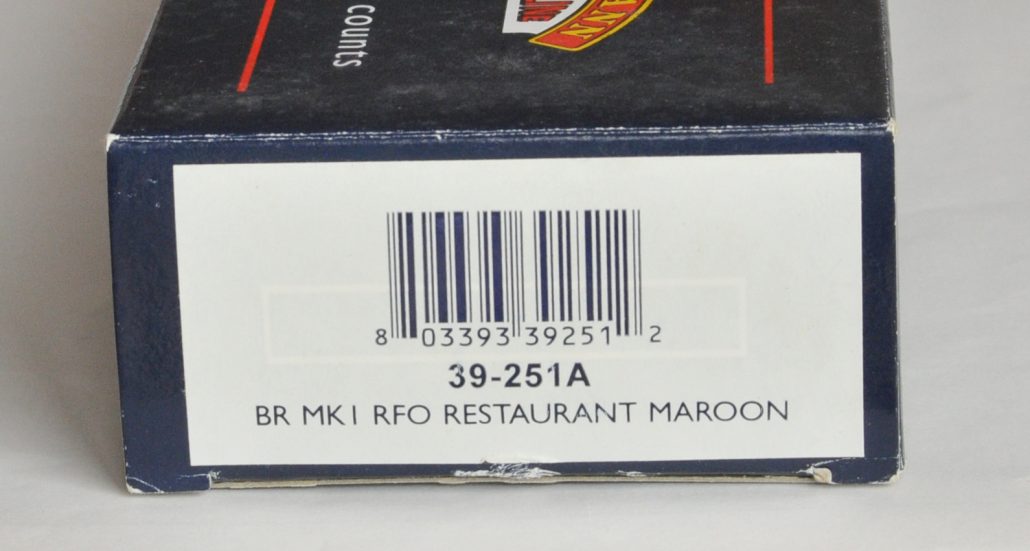 counts
8 03393 39251 2
39-251A
BR MK1 RFO RESTAURANT MAROON